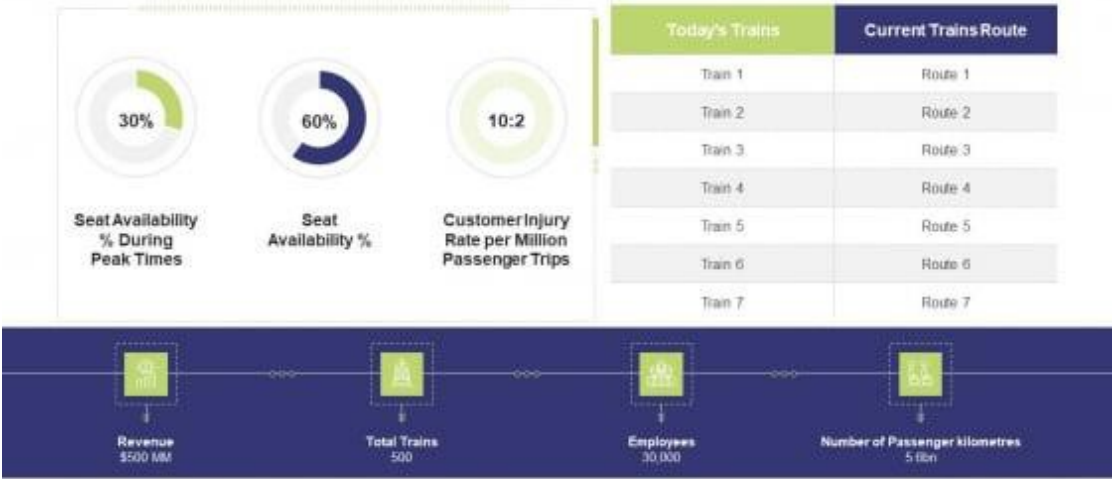 30%
60%
10:2
Seat Availability
% During
Peak Times
Seat
Availability %
Customer Injury
Rate per Million
Passenger Trips
Today's Trains Current Trains Route
Train 1 Route 1
Train 2 Route 2
Train 3 Route 3
Train 4 Route 4
Train 5 Route 5
Train 6 Route 6
Train 7 Route 7
Revenue
$500 MM
Total Trains
500
Employees
30,000
Number of Passenger kilometres